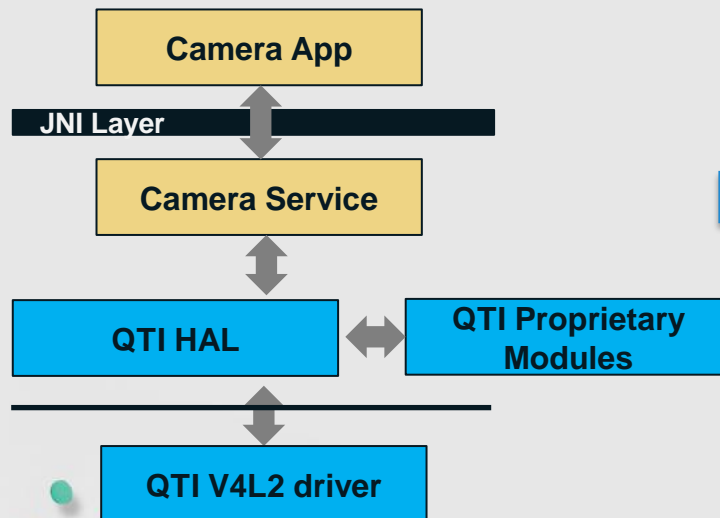 Camera App
JNI Layer
Camera Service
QTI HAL
QTI Proprietary
Modules
QTI V4L2 driver